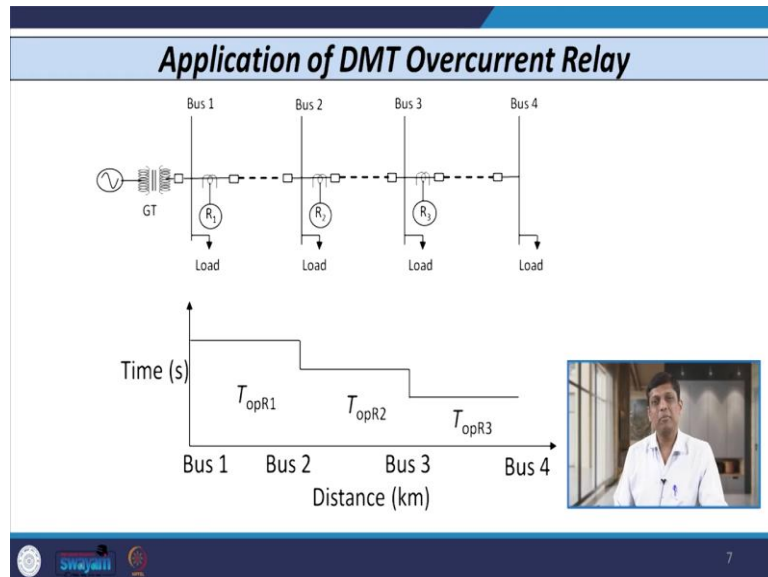 Application of DMT Overcurrent Relay
Bus 1 Bus 2 Bus 3 Bus 4
GT
R1 R2 R3
Load Load Load Load
Time (s)
TopR1 TopR2 TopR3
Bus 1 Bus 2 Bus 3 Bus 4
Distance (km)
swayam
7